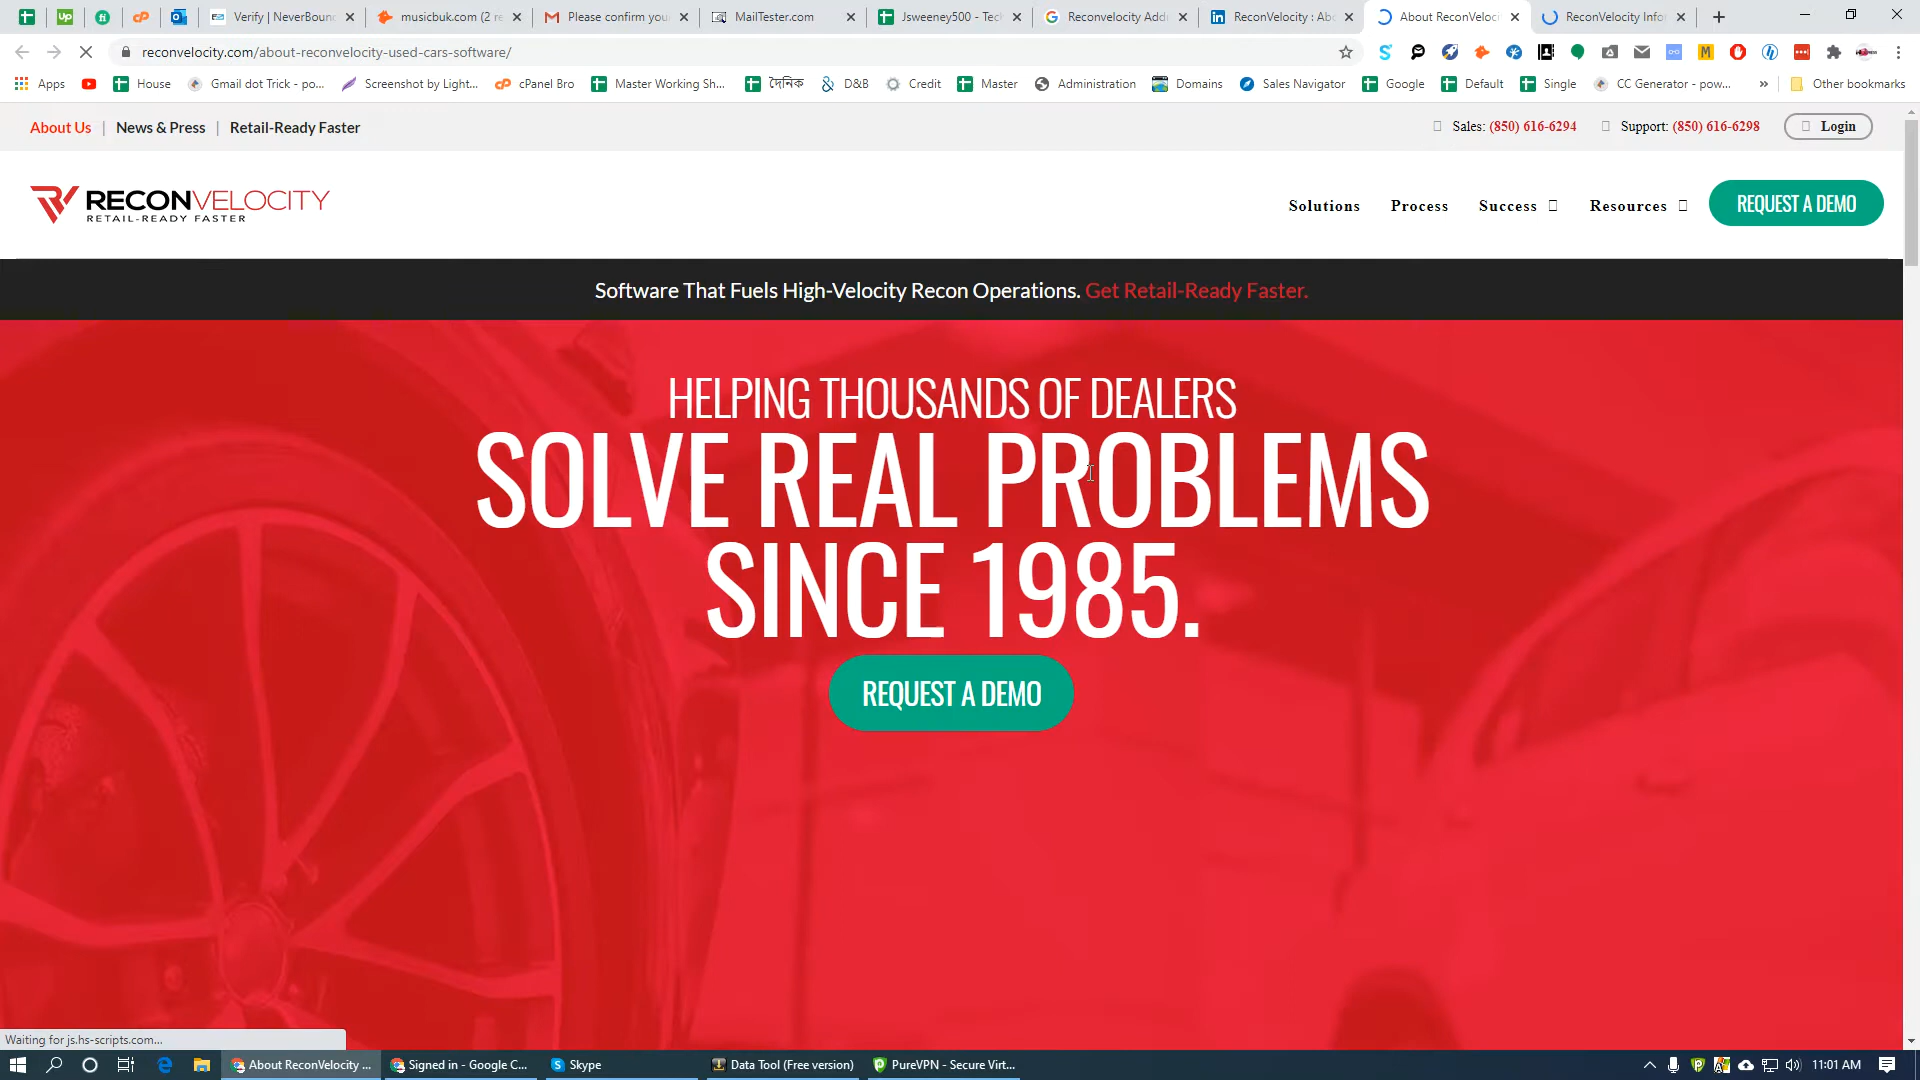 Verify | NeverBoun
musicbuk.com (2 re
Please confirm you
MailTester.com
Jsweeney500 - Tec
Reconvelocity Add
ReconVelocity : Ab
About ReconVeloci
ReconVelocity Info
reconvelocity.com/about-reconvelocity-used-cars-software/
Apps
House
Gmail dot Trick - po...
Screenshot by Light...
cPanel Bro
Master Working Sh...
দৈনিক
D&B
Credit
Master
Administration
Domains
Sales Navigator
Google
Default
Single
CC Generator - pow...
»
Other bookmarks
About Us | News & Press | Retail-Ready Faster
Sales: (850) 616-6294
Support: (850) 616-6298
Login
RECONVELOCITY
RETAIL-READY FASTER
Solutions
Process
Success
Resources
REQUEST A DEMO
Software That Fuels High-Velocity Recon Operations. Get Retail-Ready Faster.
HELPING THOUSANDS OF DEALERS
SOLVE REAL PROBLEMS
SINCE 1985.
REQUEST A DEMO
Waiting for js.hs-scripts.com...
About ReconVelocity ...
Signed in - Google C...
Skype
Data Tool (Free version)
PureVPN - Secure Virt...
11:01 AM